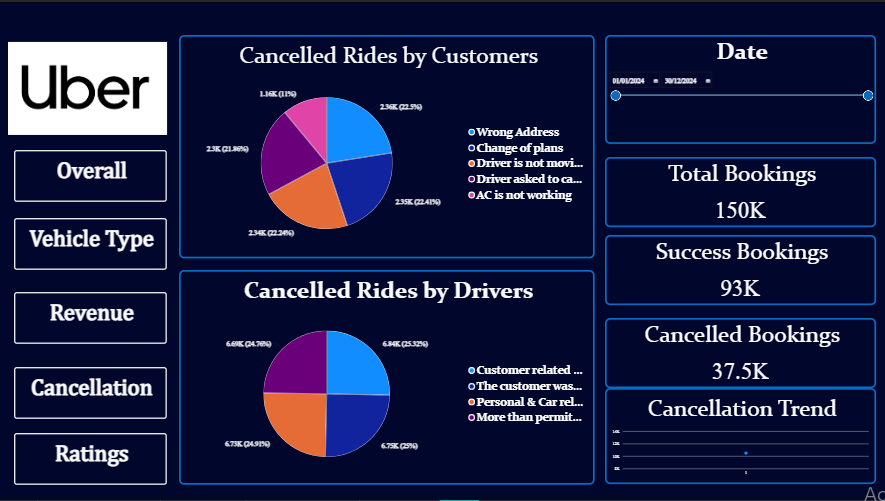 Uber
Overall
Vehicle Type
Revenue
Cancellation
Ratings
Cancelled Rides by Customers
1.16K (11%)
2.36K (22.5%)
2.3K (21.86%)
2.35K (22.41%)
2.34K (22.24%)
Wrong Address
Change of plans
Driver is not movi...
Driver asked to ca...
AC is not working
Cancelled Rides by Drivers
6.69K (24.76%)
6.84K (25.32%)
6.73K (24.91%)
6.75K (25%)
Customer related ...
The customer was...
Personal & Car rel...
More than permit...
Date
01/01/2024
30/12/2024
Total Bookings
150K
Success Bookings
93K
Cancelled Bookings
37.5K
Cancellation Trend